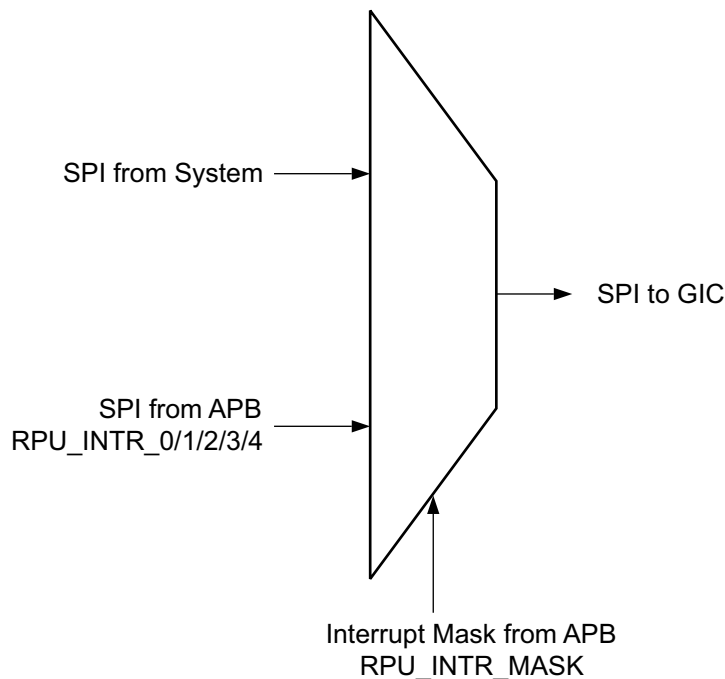 SPI from System
SPI to GIC
SPI from APB
RPU_INTR_0/1/2/3/4
Interrupt Mask from APB
RPU_INTR_MASK